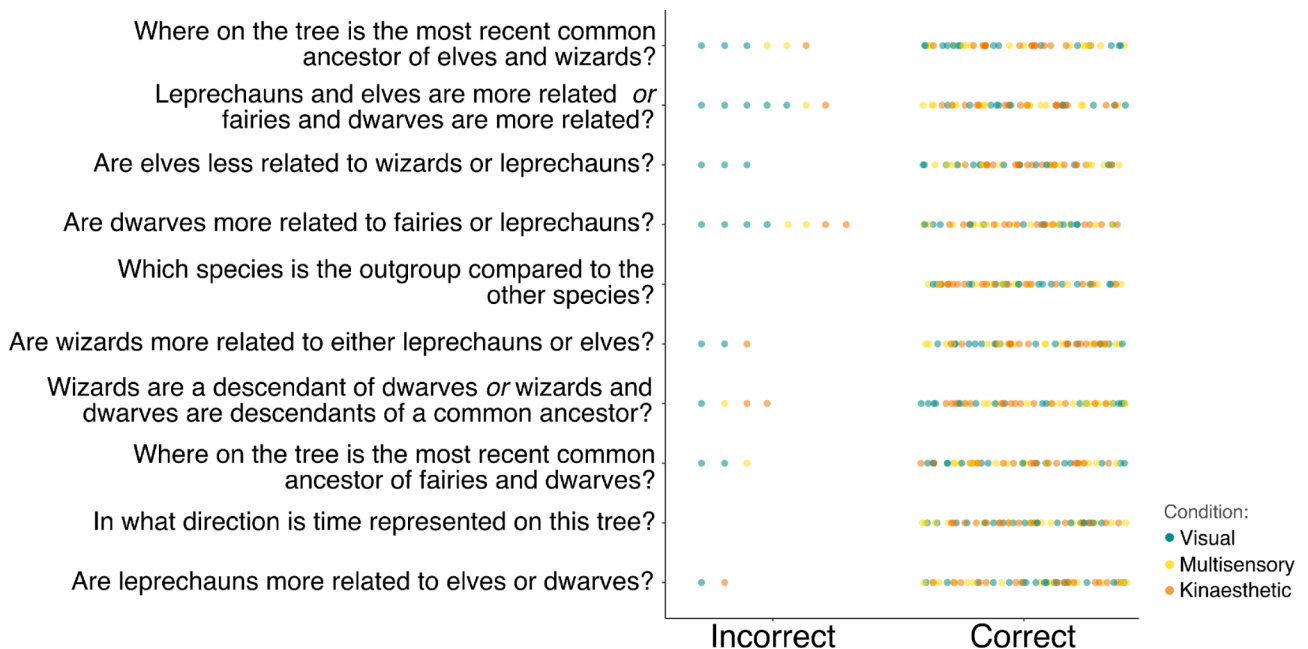 Where on the tree is the most recent common
ancestor of elves and wizards?
Leprechauns and elves are more related or
fairies and dwarves are more related?
Are elves less related to wizards or leprechauns?
Are dwarves more related to fairies or leprechauns?
Which species is the outgroup compared to the
other species?
Are wizards more related to either leprechauns or elves?
Wizards are a descendant of dwarves or wizards and
dwarves are descendants of a common ancestor?
Where on the tree is the most recent common
ancestor of fairies and dwarves?
In what direction is time represented on this tree?
Are leprechauns more related to elves or dwarves?
Incorrect
Correct
Condition:
Visual
Multisensory
Kinaesthetic